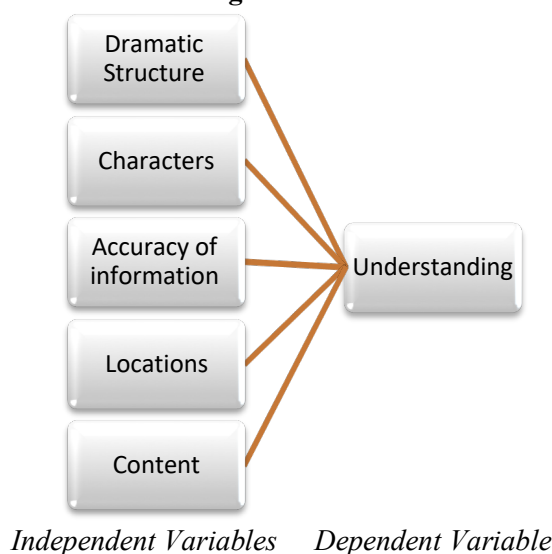 Dramatic
Structure
Characters
Accuracy of
information
Understanding
Locations
Content
Independent Variables Dependent Variable